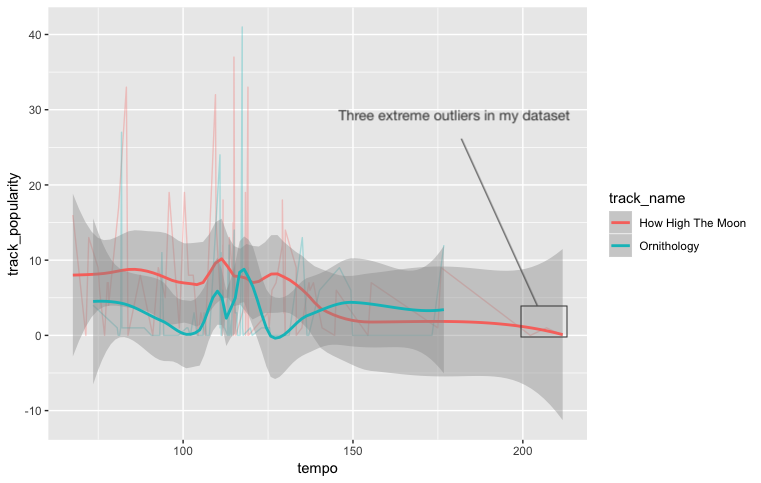 40
30
20
10
0
-10
track_popularity
Three extreme outliers in my dataset
100
150
200
tempo
track_name
How High The Moon
Ornithology